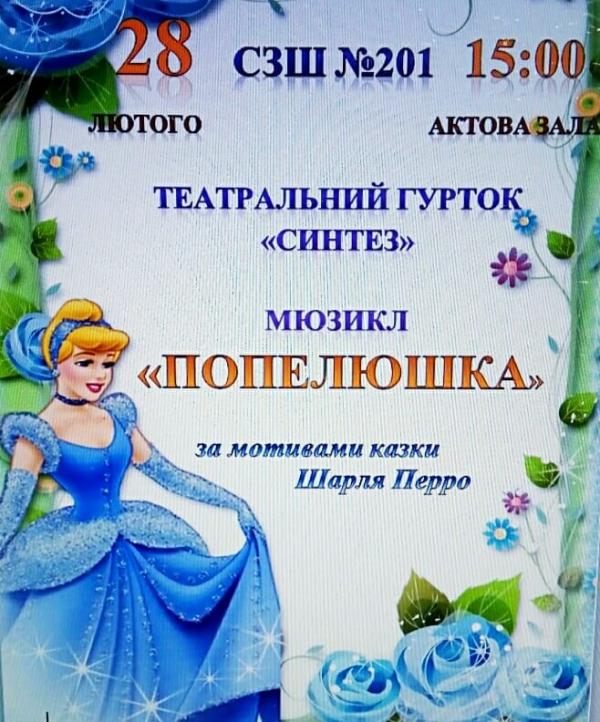 28 СЗШ №201 15:00
ЛЮТОГО АКТОВА ЗАЛА
ТЕАТРАЛЬНИЙ ГУРТОК
«СИНТЕЗ»
МЮЗИКЛ
«ПОПЕЛЮШКА»
за мотивами казки
Шарля Перро